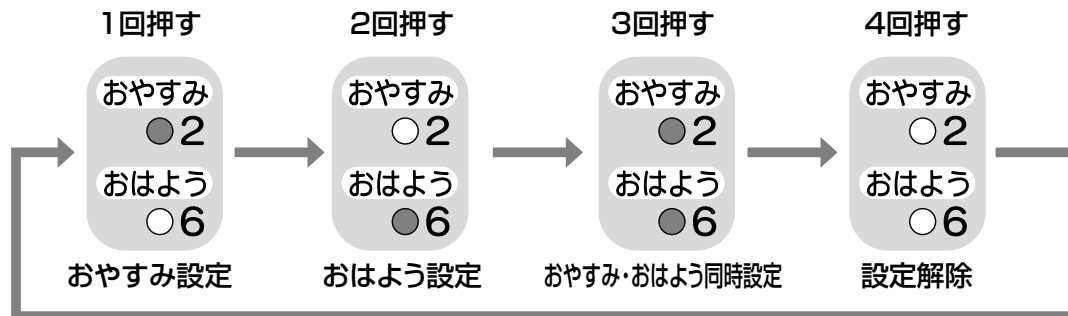 1回押す
おやすみ
2
おはよう
6
おやすみ設定
2回押す
おやすみ
2
おはよう
6
おはよう設定
3回押す
おやすみ
2
おはよう
6
おやすみ・おはよう同時設定
4回押す
おやすみ
2
おはよう
6
設定解除